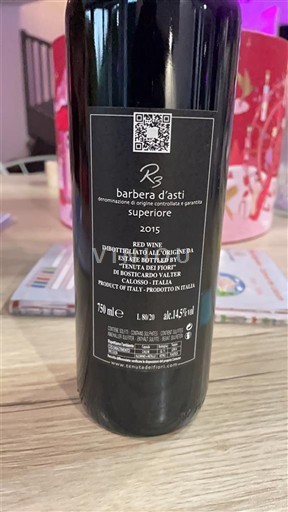 R3
barbera d'asti
denominazione di origine controllata e garantita
superiore
2015
RED WINE
IMBOTTIGLIATO ALL'ORIGINE DA
ESTATE BOTTLED BY
"TENUTA DEI FIORI"
DI BOSTICARDO VALTER
CALOSSO - ITALIA
PRODUCT OF ITALY - PRODOTTO IN ITALIA
750 ml e L 80/20 alc.14,5% vol
www.tenutadeifiori.com